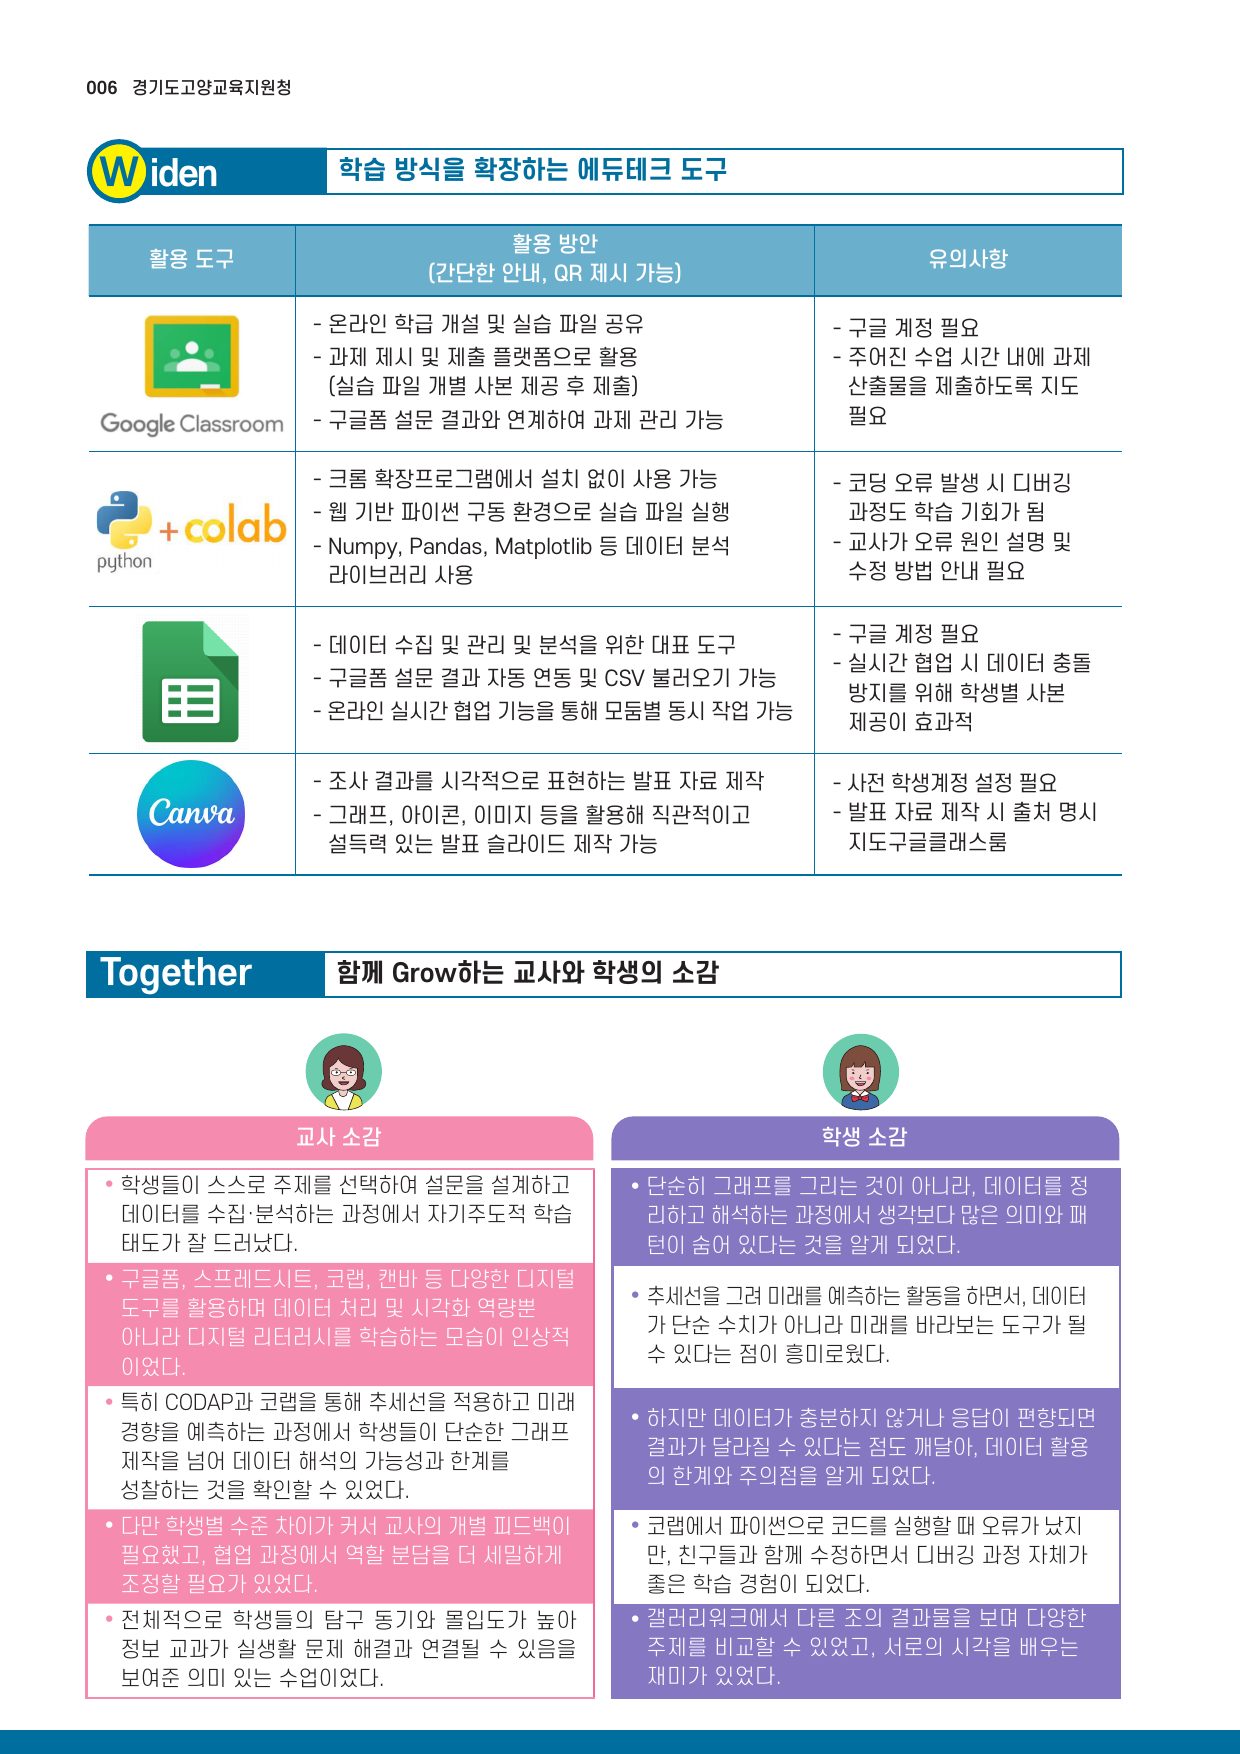 006 경기도고양교육지원청
Widen
학습 방식을 확장하는 에듀테크 도구
활용 도구
활용 방안
(간단한 안내, QR 제시 가능)
유의사항
Google Classroom
- 온라인 학급 개설 및 실습 파일 공유
- 과제 제시 및 제출 플랫폼으로 활용
(실습 파일 개별 사본 제공 후 제출)
- 구글폼 설문 결과와 연계하여 과제 관리 가능
- 구글 계정 필요
- 주어진 수업 시간 내에 과제
산출물을 제출하도록 지도
필요
python
+ colab
- 크롬 확장프로그램에서 설치 없이 사용 가능
- 웹 기반 파이썬 구동 환경으로 실습 파일 실행
- Numpy, Pandas, Matplotlib 등 데이터 분석
라이브러리 사용
- 코딩 오류 발생 시 디버깅
과정도 학습 기회가 됨
- 교사가 오류 원인 설명 및
수정 방법 안내 필요
- 데이터 수집 및 관리 및 분석을 위한 대표 도구
- 구글폼 설문 결과 자동 연동 및 CSV 불러오기 가능
- 온라인 실시간 협업 기능을 통해 모둠별 동시 작업 가능
- 구글 계정 필요
- 실시간 협업 시 데이터 충돌
방지를 위해 학생별 사본
제공이 효과적
Canva
- 조사 결과를 시각적으로 표현하는 발표 자료 제작
- 그래프, 아이콘, 이미지 등을 활용해 직관적이고
설득력 있는 발표 슬라이드 제작 가능
- 사전 학생계정 설정 필요
- 발표 자료 제작 시 출처 명시
지도구글클래스룸
Together
함께 Grow하는 교사와 학생의 소감
교사 소감
• 학생들이 스스로 주제를 선택하여 설문을 설계하고
데이터를 수집·분석하는 과정에서 자기주도적 학습
태도가 잘 드러났다.
• 구글폼, 스프레드시트, 코랩, 캔바 등 다양한 디지털
도구를 활용하며 데이터 처리 및 시각화 역량뿐
아니라 디지털 리터러시를 학습하는 모습이 인상적
이었다.
• 특히 CODAP과 코랩을 통해 추세선을 적용하고 미래
경향을 예측하는 과정에서 학생들이 단순한 그래프
제작을 넘어 데이터 해석의 가능성과 한계를
성찰하는 것을 확인할 수 있었다.
• 다만 학생별 수준 차이가 커서 교사의 개별 피드백이
필요했고, 협업 과정에서 역할 분담을 더 세밀하게
조정할 필요가 있었다.
• 전체적으로 학생들의 탐구 동기와 몰입도가 높아
정보 교과가 실생활 문제 해결과 연결될 수 있음을
보여준 의미 있는 수업이었다.
학생 소감
• 단순히 그래프를 그리는 것이 아니라, 데이터를 정
리하고 해석하는 과정에서 생각보다 많은 의미와 패
턴이 숨어 있다는 것을 알게 되었다.
• 추세선을 그려 미래를 예측하는 활동을 하면서, 데이터
가 단순 수치가 아니라 미래를 바라보는 도구가 될
수 있다는 점이 흥미로웠다.
• 하지만 데이터가 충분하지 않거나 응답이 편향되면
결과가 달라질 수 있다는 점도 깨달아, 데이터 활용
의 한계와 주의점을 알게 되었다.
• 코랩에서 파이썬으로 코드를 실행할 때 오류가 났지
만, 친구들과 함께 수정하면서 디버깅 과정 자체가
좋은 학습 경험이 되었다.
• 갤러리워크에서 다른 조의 결과물을 보며 다양한
주제를 비교할 수 있었고, 서로의 시각을 배우는
재미가 있었다.